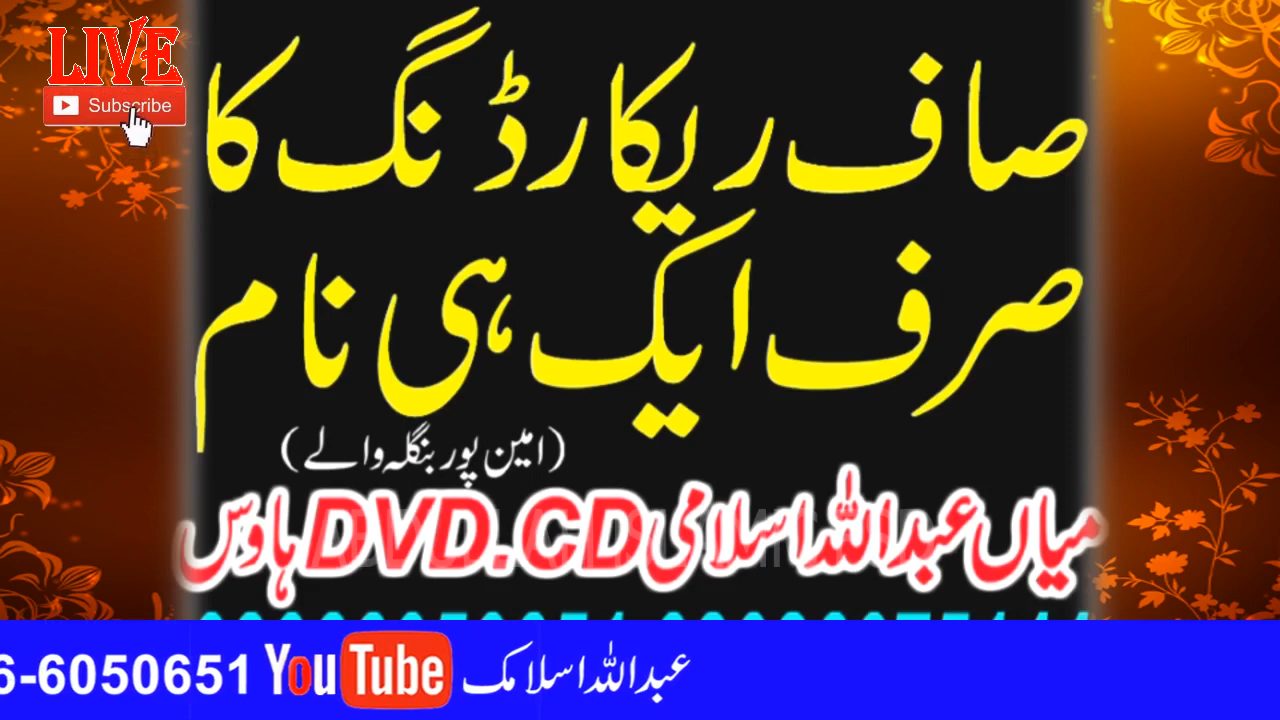 LIVE
Subscribe
صاف ریکارڈنگ کا
صرف ایک ہی نام
(امین پور بنگلہ والے)
میاں عبداللہ اسلامی DVD.CD ہاوس
6-6050651 YouTube عبداللہ اسلامک